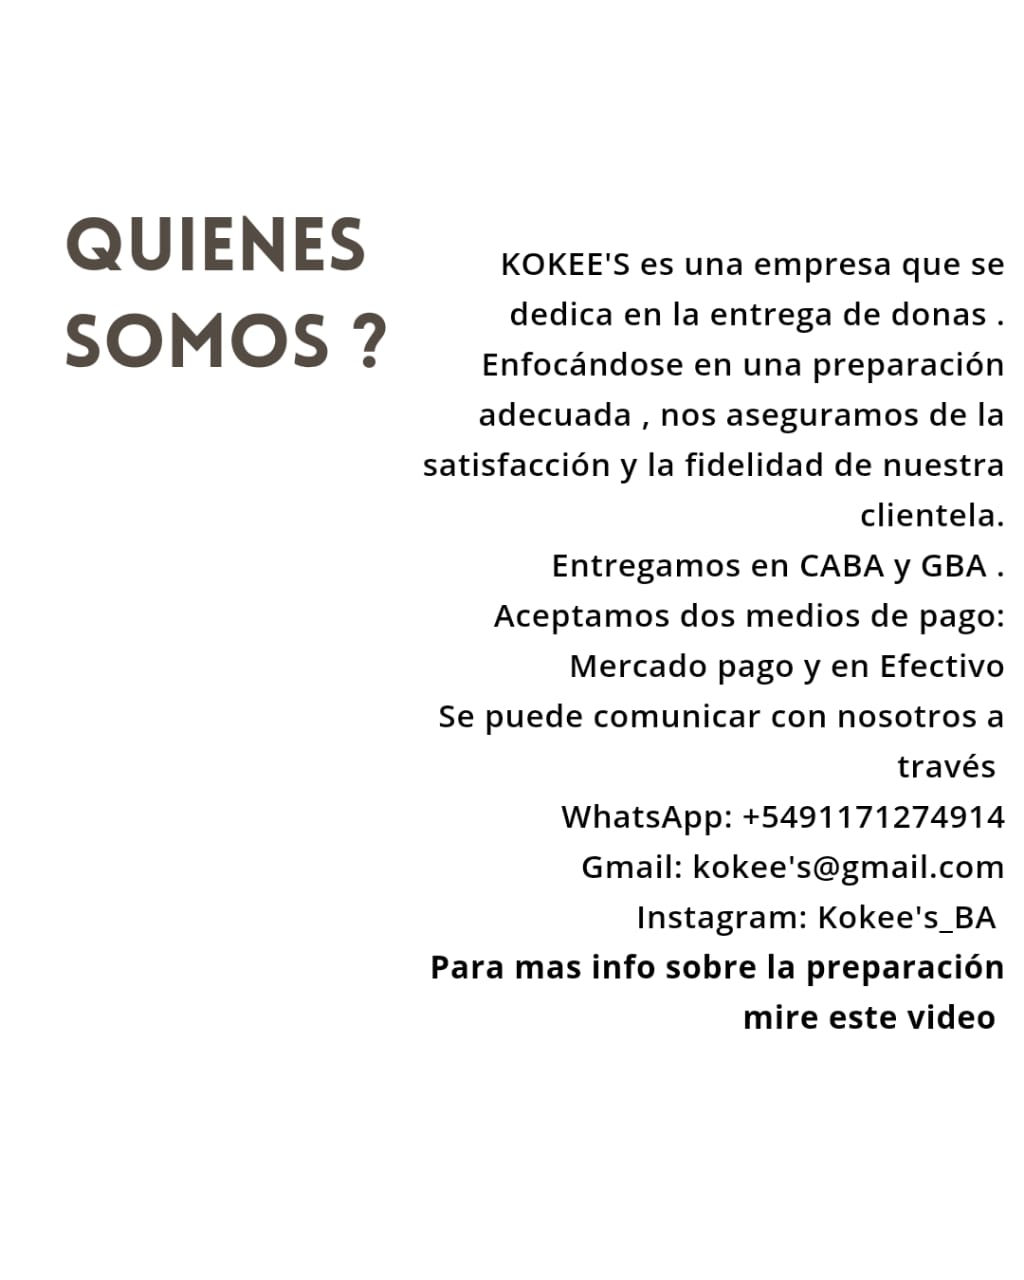 QUIENES
SOMOS ?
KOKEE'S es una empresa que se
dedica en la entrega de donas .
Enfocándose en una preparación
adecuada , nos aseguramos de la
satisfacción y la fidelidad de nuestra
clientela.
Entregamos en CABA y GBA .
Aceptamos dos medios de pago:
Mercado pago y en Efectivo
Se puede comunicar con nosotros a
través
WhatsApp: +5491171274914
Gmail: kokee's@gmail.com
Instagram: Kokee's_BA
Para mas info sobre la preparación
mire este video